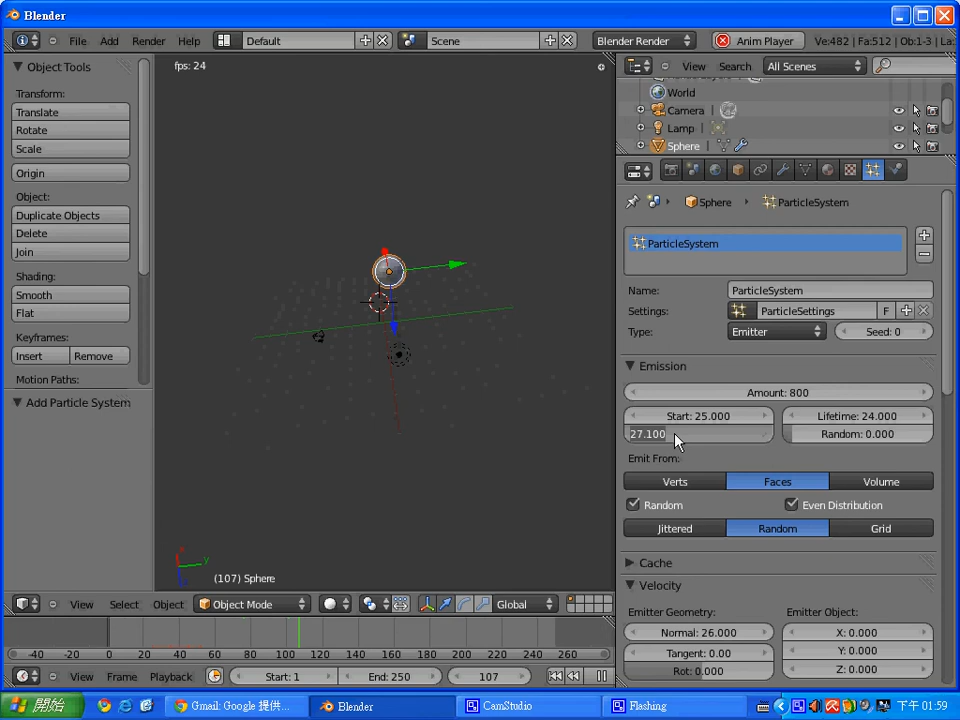 Blender
File Add Render Help Default Scene Blender Render Anim Player Ve:482 | Fa:512 | Ob:1-3 | La:
Object Tools
Transform:
Translate
Rotate
Scale
Origin
Object:
Duplicate Objects
Delete
Join
Shading:
Smooth
Flat
Keyframes:
Insert Remove
Motion Paths:
Add Particle System
fps: 24
(107) Sphere
View Select Object Object Mode Global
-40 -20 0 20 40 60 80 100 120 140 160 180 200 220 240 260
View Frame Playback Start: 1 End: 250 107
View Search All Scenes
World
Camera
Lamp
Sphere
Sphere ParticleSystem
ParticleSystem
Name: ParticleSystem
Settings: ParticleSettings F
Type: Emitter Seed: 0
Emission
Amount: 800
Start: 25.000 Lifetime: 24.000
27.100 Random: 0.000
Emit From:
Verts Faces Volume
Random Even Distribution
Jittered Random Grid
Cache
Velocity
Emitter Geometry: Emitter Object:
Normal: 26.000 X: 0.000
Tangent: 0.00 Y: 0.000
Rot: 0.000 Z: 0.000
開始 Gmail: Google 提供... Blender CamStudio Flashing 下午 01:59